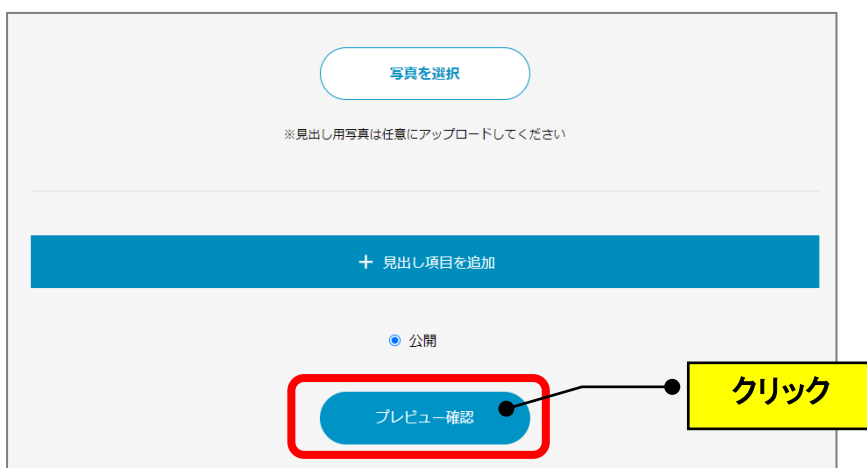 写真を選択
※見出し用写真は任意にアップロードしてください
＋ 見出し項目を追加
公開
プレビュー確認
クリック